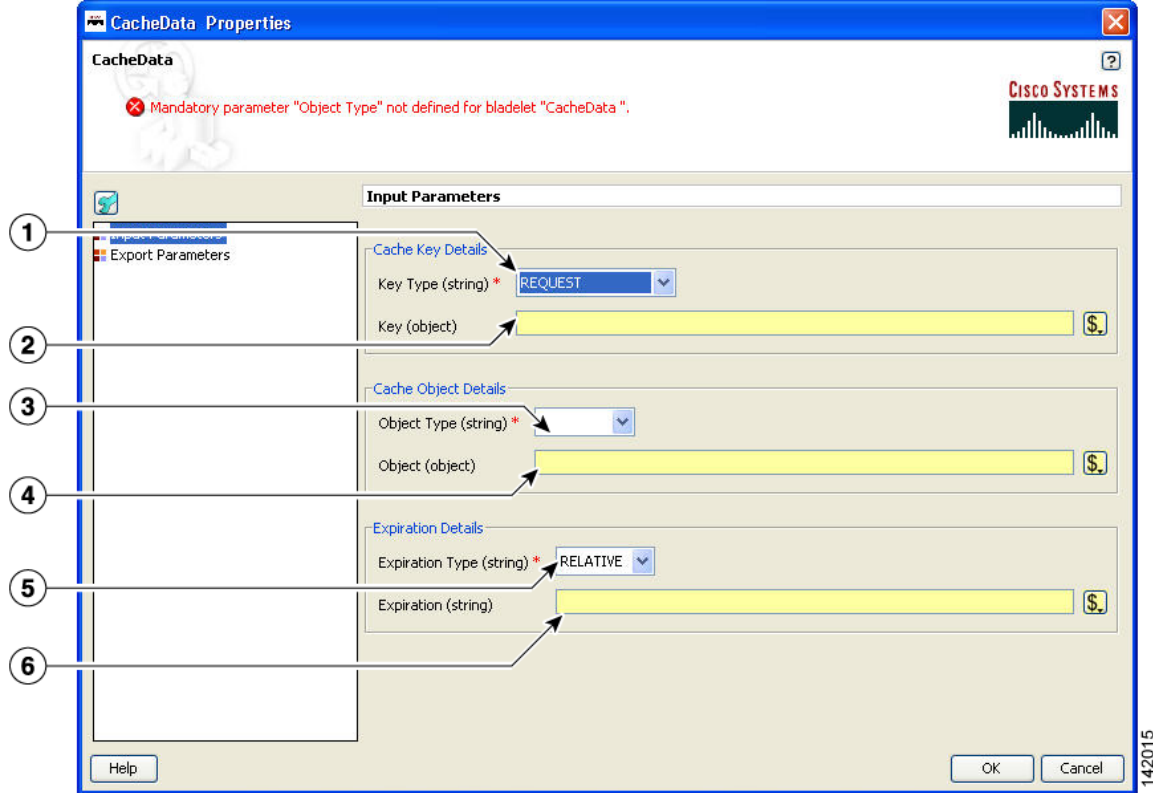 CacheData Properties
CacheData
?
Mandatory parameter "Object Type" not defined for bladelet "CacheData ".
CISCO SYSTEMS
Input Parameters
1
Input Parameters
Export Parameters
Cache Key Details
Key Type (string) * REQUEST
2
Key (object) $
Cache Object Details
3
Object Type (string) *
Object (object) $
4
Expiration Details
Expiration Type (string) * RELATIVE
5
Expiration (string) $
6
Help OK Cancel
142015